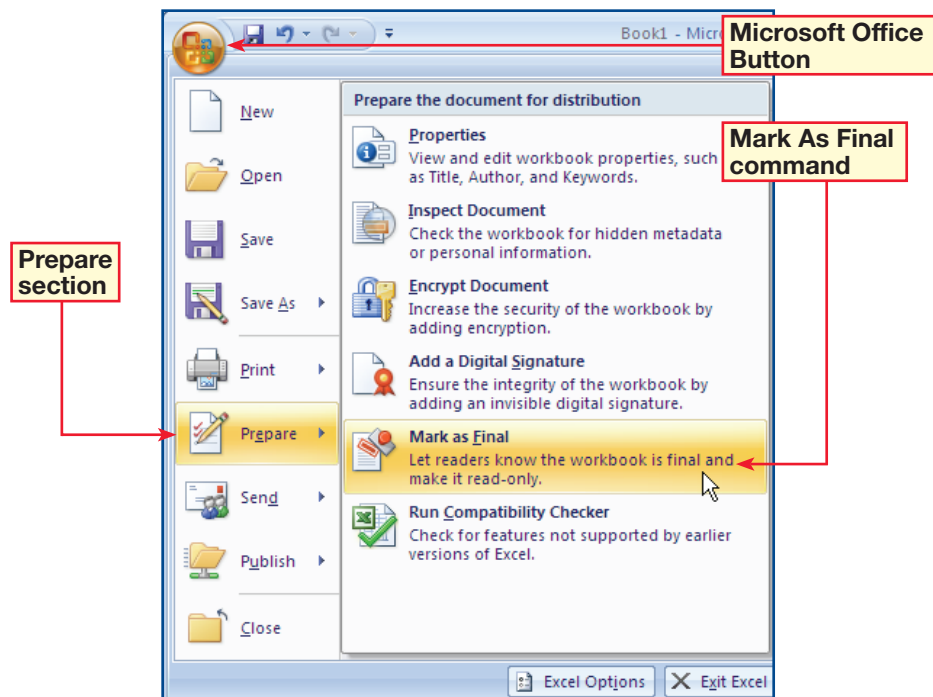 Book1 - Micro
Microsoft Office
Button
New
Open
Save
Save As
Print
Prepare
Send
Publish
Close
Prepare
section
Prepare the document for distribution
Properties
View and edit workbook properties, such
as Title, Author, and Keywords.
Mark As Final
command
Inspect Document
Check the workbook for hidden metadata
or personal information.
Encrypt Document
Increase the security of the workbook by
adding encryption.
Add a Digital Signature
Ensure the integrity of the workbook by
adding an invisible digital signature.
Mark as Final
Let readers know the workbook is final and
make it read-only.
Run Compatibility Checker
Check for features not supported by earlier
versions of Excel.
Excel Options
Exit Excel